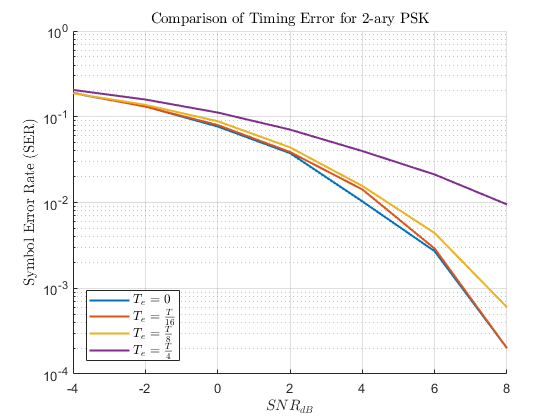 Comparison of Timing Error for 2-ary PSK
10^0
10^-1
10^-2
10^-3
10^-4
Symbol Error Rate (SER)
T_e = 0
T_e = T/16
T_e = T/8
T_e = T/4
-4 -2 0 2 4 6 8
SNR_dB